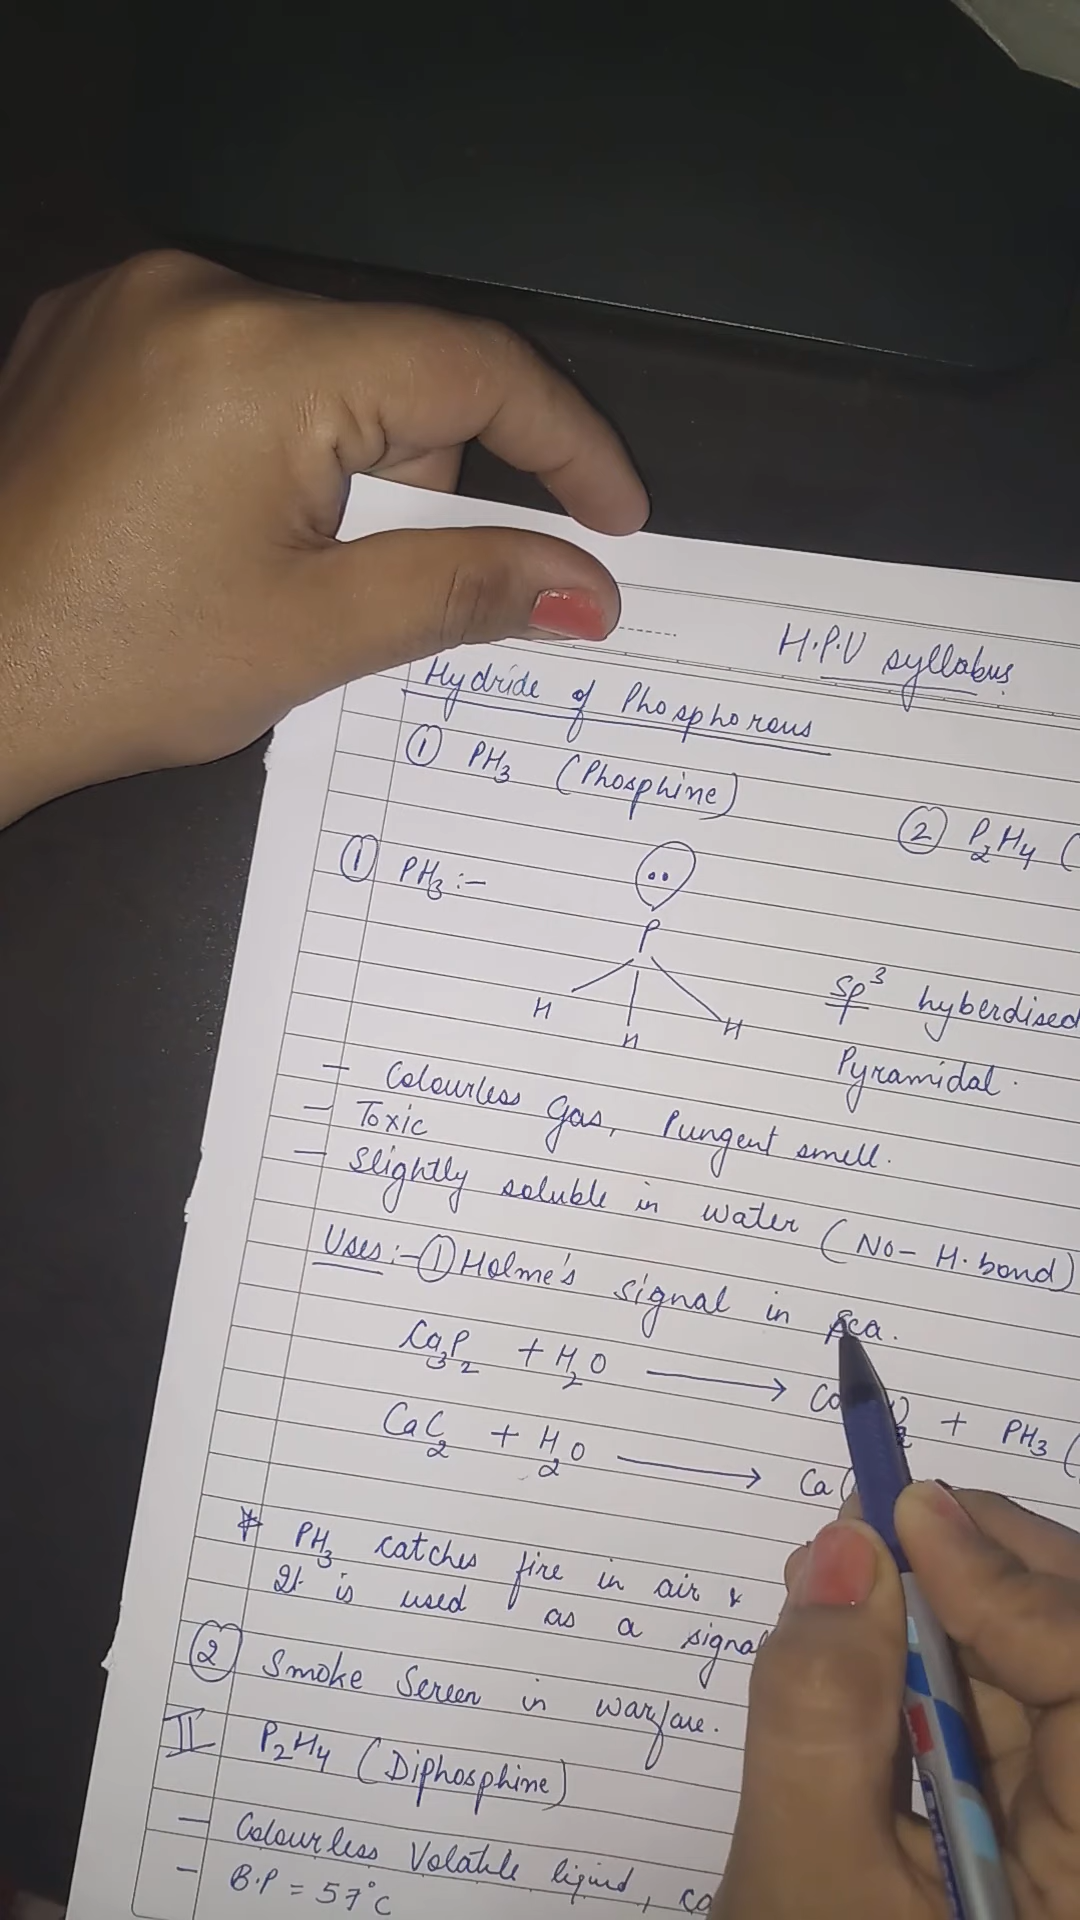 H.P.U syllabus
Hydride of Phosphorous
① PH₃ (Phosphine)
② P₂H₄ (
① PH₃ :-
P
H H H
sp³ hyberdised
Pyramidal.
- Colourless Gas, Pungent smell.
- Toxic
- Slightly soluble in water (No- H. bond)
Uses :- ① Holme's signal in sea.
Ca₃P₂ + H₂O ⟶ + PH₃ (
CaC₂ + H₂O ⟶ Ca(
* PH₃ catches fire in air &
It is used as a signal
② Smoke Screen in warfare.
II P₂H₄ (Diphosphine)
- Colourless Volatile liquid,
- B.P = 57°C